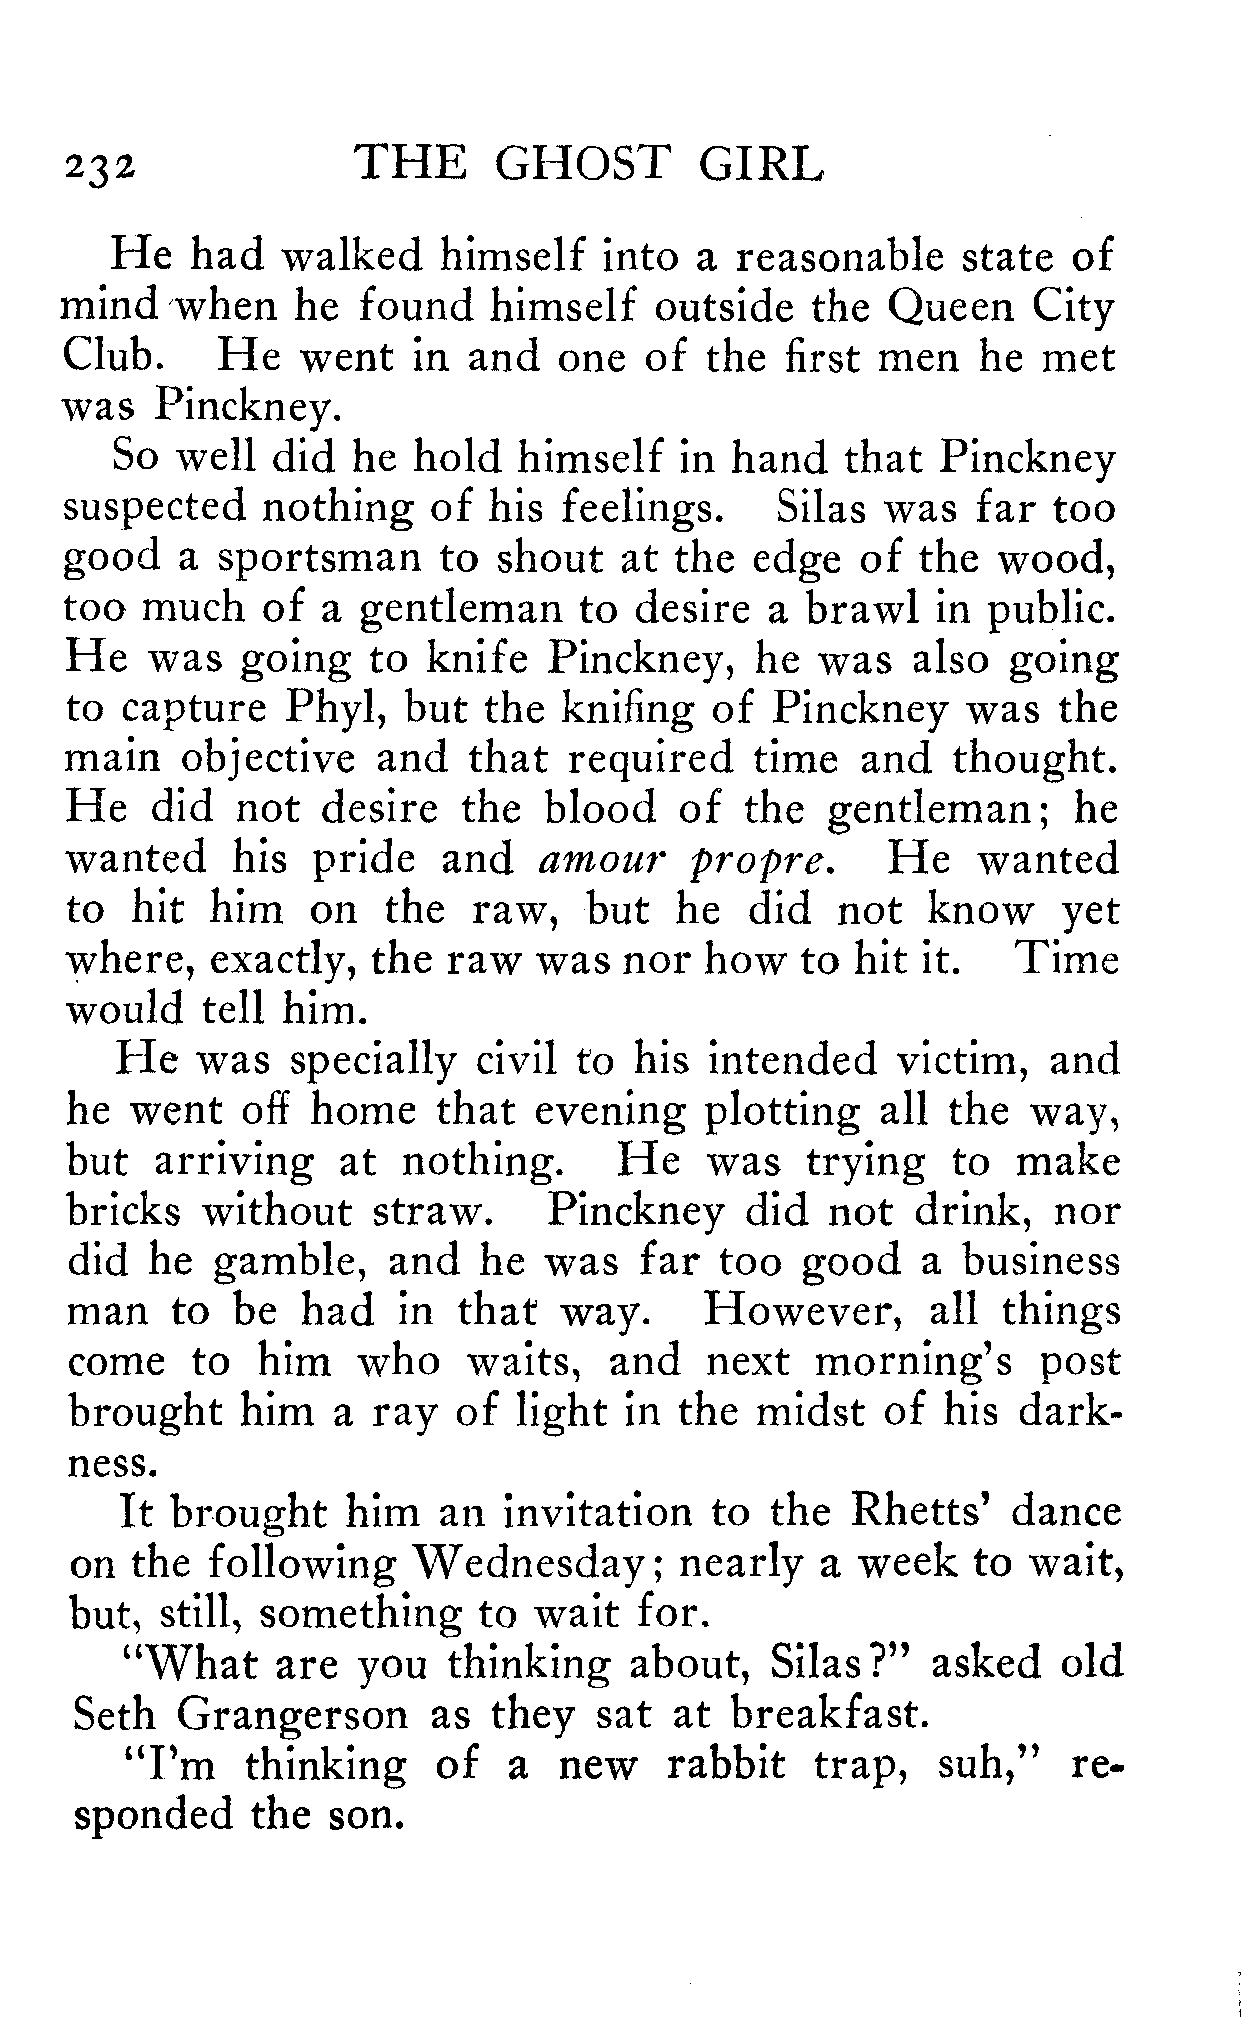 232 THE GHOST GIRL
He had walked himself into a reasonable state of
mind when he found himself outside the Queen City
Club. He went in and one of the first men he met
was Pinckney.
So well did he hold himself in hand that Pinckney
suspected nothing of his feelings. Silas was far too
good a sportsman to shout at the edge of the wood,
too much of a gentleman to desire a brawl in public.
He was going to knife Pinckney, he was also going
to capture Phyl, but the knifing of Pinckney was the
main objective and that required time and thought.
He did not desire the blood of the gentleman; he
wanted his pride and amour propre. He wanted
to hit him on the raw, but he did not know yet
where, exactly, the raw was nor how to hit it. Time
would tell him.
He was specially civil to his intended victim, and
he went off home that evening plotting all the way,
but arriving at nothing. He was trying to make
bricks without straw. Pinckney did not drink, nor
did he gamble, and he was far too good a business
man to be had in that way. However, all things
come to him who waits, and next morning's post
brought him a ray of light in the midst of his dark-
ness.
It brought him an invitation to the Rhetts' dance
on the following Wednesday; nearly a week to wait,
but, still, something to wait for.
"What are you thinking about, Silas?" asked old
Seth Grangerson as they sat at breakfast.
"I'm thinking of a new rabbit trap, suh," re-
sponded the son.